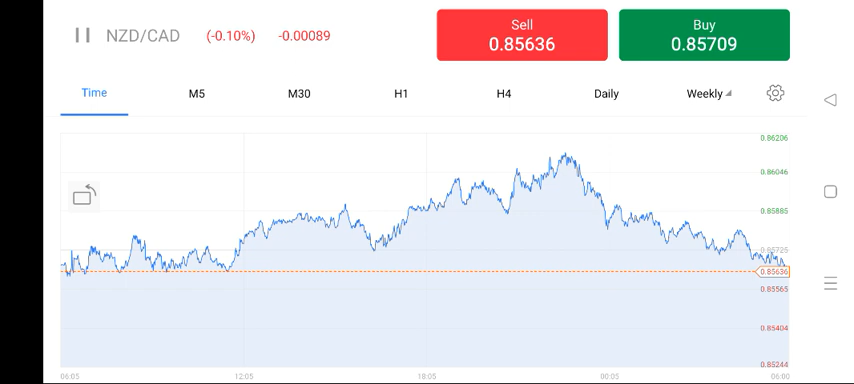 NZD/CAD (-0.10%) -0.00089
Sell
0.85636
Buy
0.85709
Time M5 M30 H1 H4 Daily Weekly
0.86206
0.86046
0.85885
0.85725
0.85636
0.85565
0.85404
0.85244
06:05 12:05 18:05 00:05 06:00